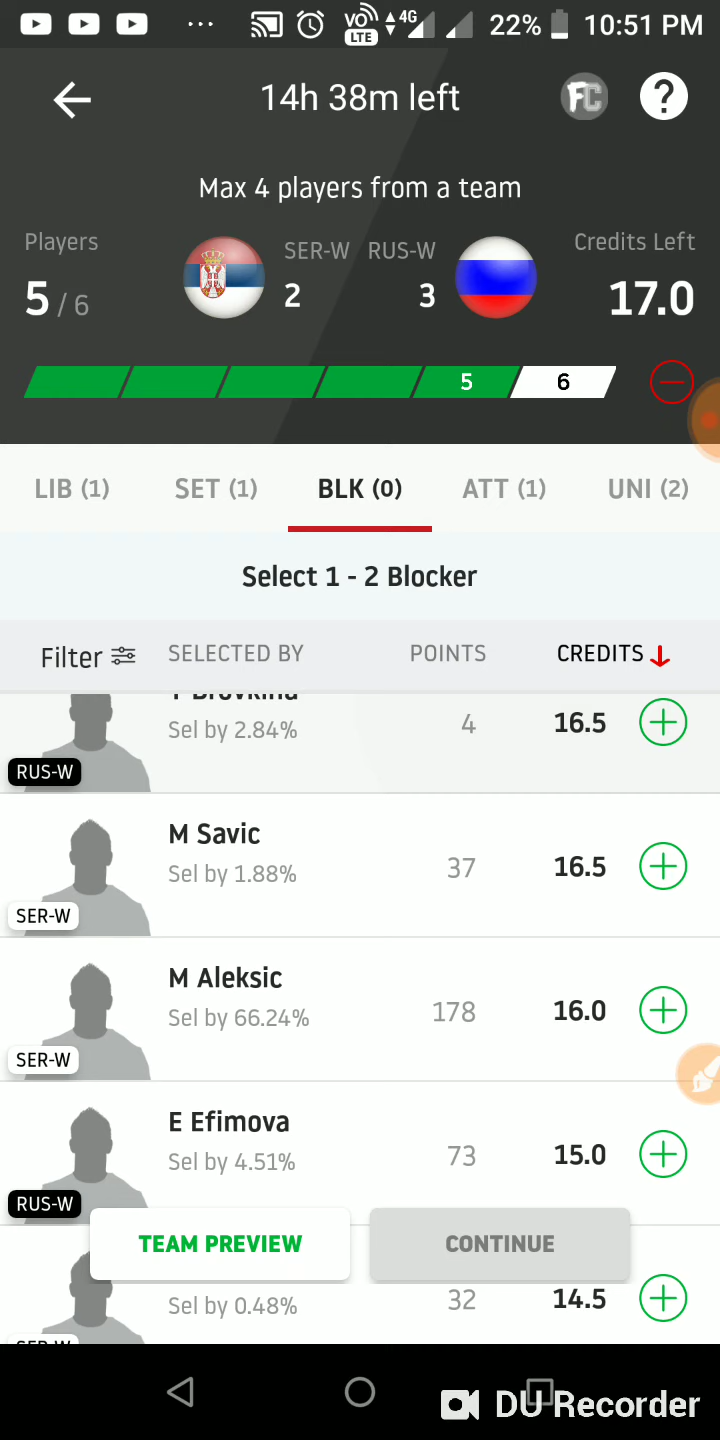 VO LTE 4G 22% 10:51 PM
14h 38m left FC ?
Max 4 players from a team
Players SER-W RUS-W Credits Left
5 / 6 2 3 17.0
5 6
LIB (1) SET (1) BLK (0) ATT (1) UNI (2)
Select 1 - 2 Blocker
Filter SELECTED BY POINTS CREDITS
Sel by 2.84% 4 16.5
RUS-W
M Savic
Sel by 1.88% 37 16.5
SER-W
M Aleksic
Sel by 66.24% 178 16.0
SER-W
E Efimova
Sel by 4.51% 73 15.0
RUS-W
TEAM PREVIEW CONTINUE
Sel by 0.48% 32 14.5
DU Recorder